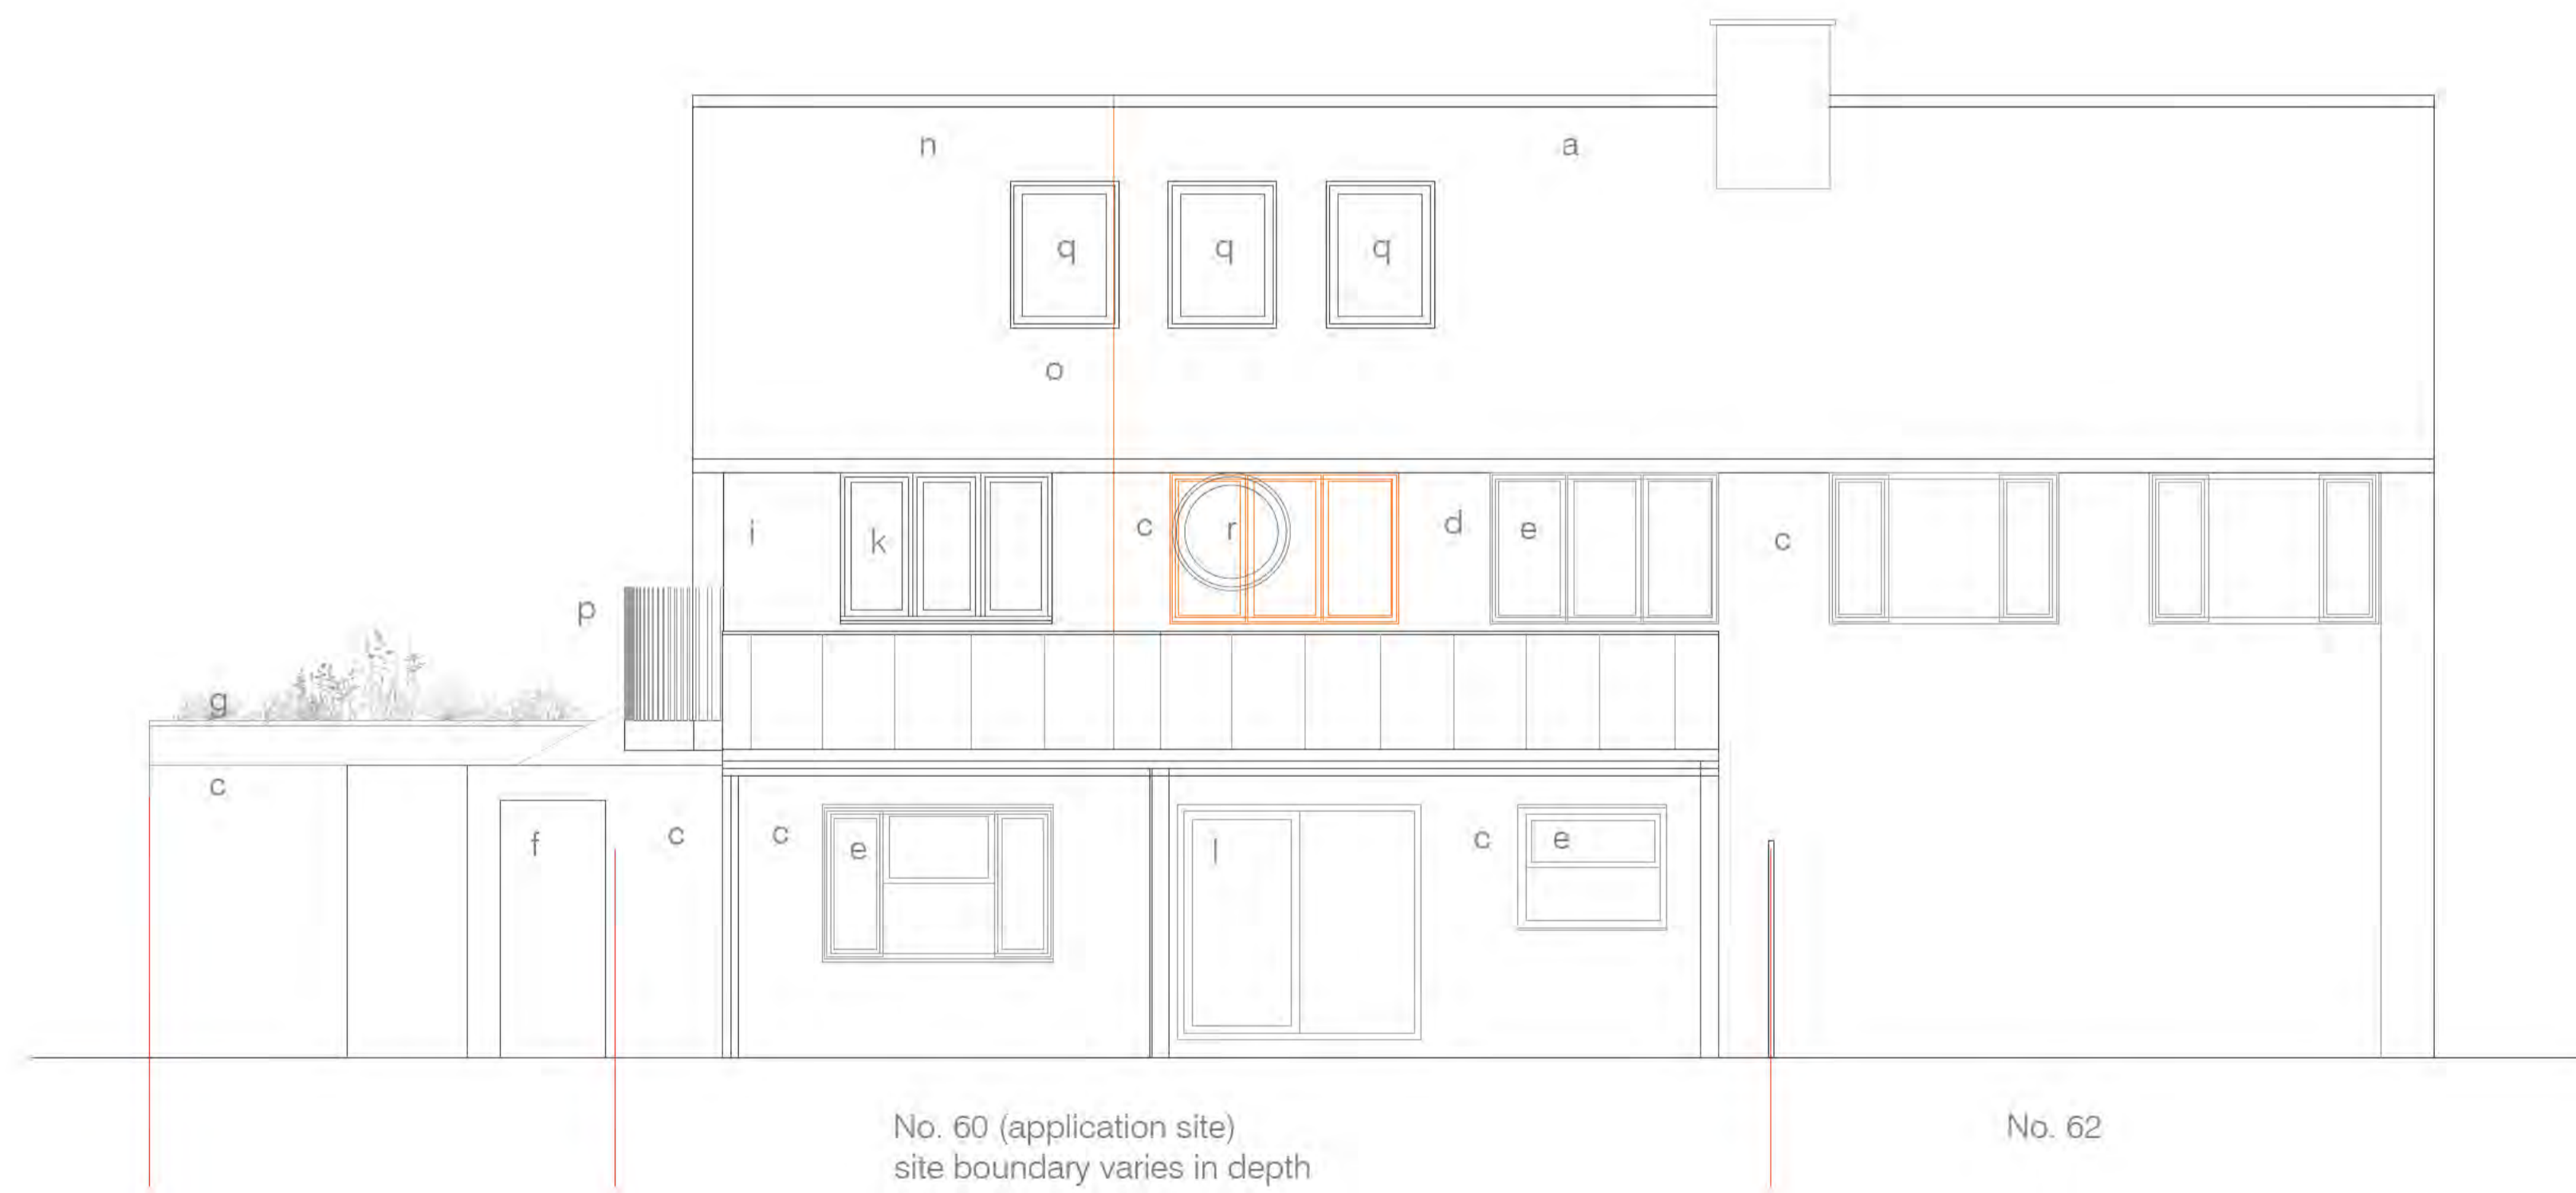 n
a
q
q
q
o
i
k
c
r
d
e
c
p
g
c
f
c
c
e
l
c
e
No. 60 (application site)
site boundary varies in depth
No. 62